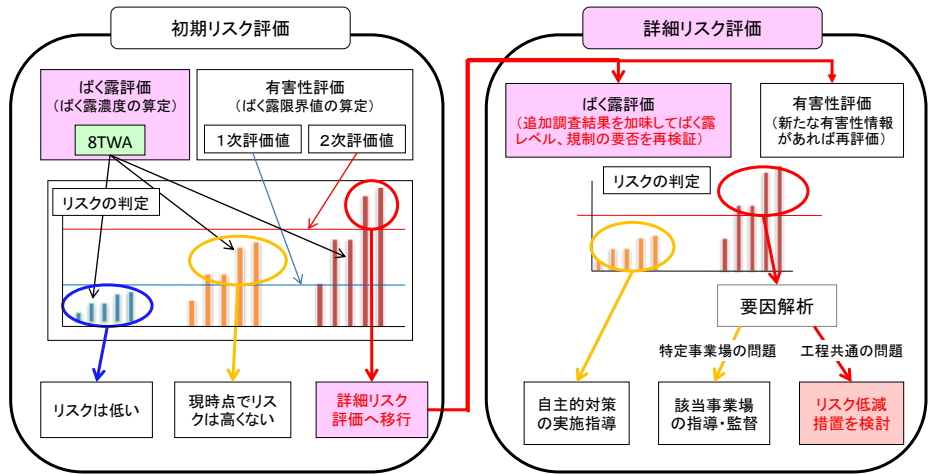 初期リスク評価
ばく露評価
（ばく露濃度の算定）
8TWA
有害性評価
（ばく露限界値の算定）
1次評価値
2次評価値
リスクの判定
リスクは低い
現時点でリ
スクは高くない
詳細リスク
評価へ移行
詳細リスク評価
ばく露評価
（追加調査結果を加味してばく露
レベル、規制の要否を再検証）
有害性評価
（新たな有害性情報
があれば再評価）
リスクの判定
要因解析
特定事業場の問題
工程共通の問題
自主的対策
の実施指導
該当事業場
の指導・監督
リスク低減
措置を検討